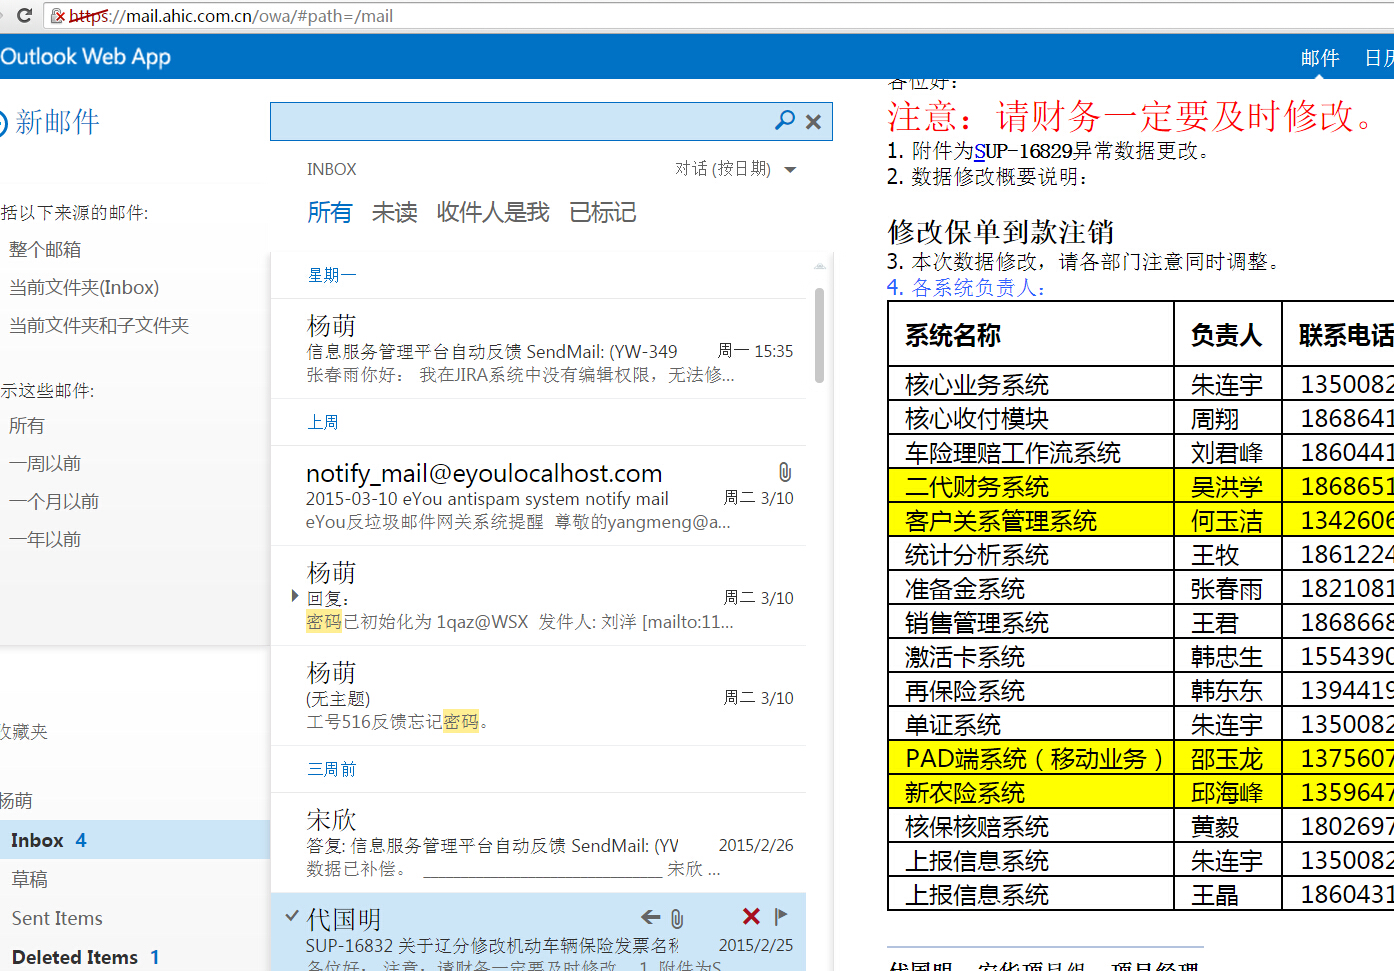 https://mail.ahic.com.cn/owa/#path=/mail
Outlook Web App
邮件 日历
新邮件
括以下来源的邮件:
整个邮箱
当前文件夹(Inbox)
当前文件夹和子文件夹
示这些邮件:
所有
一周以前
一个月以前
一年以前
收藏夹
杨萌
Inbox 4
草稿
Sent Items
Deleted Items 1
INBOX 对话 (按日期)
所有 未读 收件人是我 已标记
星期一
杨萌
信息服务管理平台自动反馈 SendMail: (YW-349 周一 15:35
张春雨你好： 我在JIRA系统中没有编辑权限，无法修...
上周
notify_mail@eyoulocalhost.com
2015-03-10 eYou antispam system notify mail 周二 3/10
eYou反垃圾邮件网关系统提醒 尊敬的yangmeng@a...
杨萌
回复： 周二 3/10
密码已初始化为 1qaz@WSX 发件人: 刘洋 [mailto:11...
杨萌
(无主题) 周二 3/10
工号516反馈忘记密码。
三周前
宋欣
答复: 信息服务管理平台自动反馈 SendMail: (YW 2015/2/26
数据已补偿。 ___________________________ 宋欣 ...
代国明
SUP-16832 关于辽分修改机动车辆保险发票名称 2015/2/25
各位好： 注意：请财务一定要及时修改。 1. 附件为S
各位好：
注意：请财务一定要及时修改。
1. 附件为SUP-16829异常数据更改。
2. 数据修改概要说明：
修改保单到款注销
3. 本次数据修改，请各部门注意同时调整。
4. 各系统负责人：
系统名称 负责人 联系电话
核心业务系统 朱连宇 1350082
核心收付模块 周翔 1868641
车险理赔工作流系统 刘君峰 1860441
二代财务系统 吴洪学 1868651
客户关系管理系统 何玉洁 1342606
统计分析系统 王牧 1861224
准备金系统 张春雨 1821081
销售管理系统 王君 1868668
激活卡系统 韩忠生 1554390
再保险系统 韩东东 1394419
单证系统 朱连宇 1350082
PAD端系统（移动业务） 邵玉龙 1375607
新农险系统 邱海峰 1359647
核保核赔系统 黄毅 1802697
上报信息系统 朱连宇 1350082
上报信息系统 王晶 1860431
代国明 安华项目组 项目经理